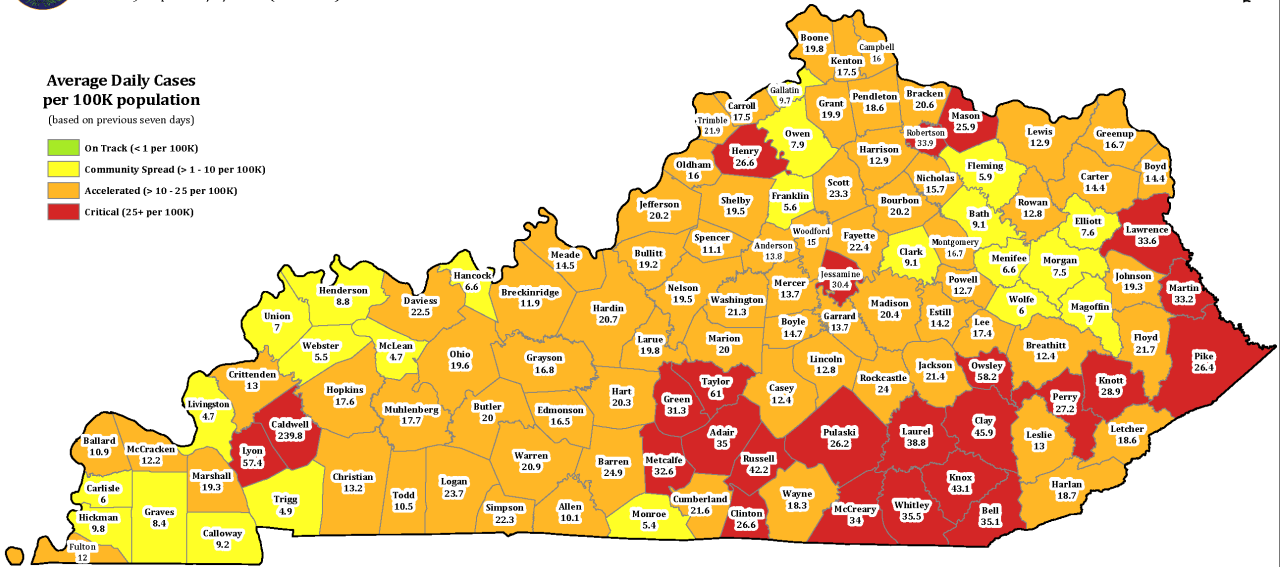 Average Daily Cases
per 100K population
(based on previous seven days)
On Track (< 1 per 100K)
Community Spread (> 1 - 10 per 100K)
Accelerated (> 10 - 25 per 100K)
Critical (25+ per 100K)
Boone
19.8
Kenton
17.5
Campbell
16
Gallatin
9.7
Carroll
17.5
Trimble
21.9
Grant
19.9
Pendleton
18.6
Bracken
20.6
Mason
25.9
Robertson
33.9
Lewis
12.9
Greenup
16.7
Owen
7.9
Henry
26.6
Oldham
16
Harrison
12.9
Fleming
5.9
Nicholas
15.7
Carter
14.4
Boyd
14.4
Jefferson
20.2
Shelby
19.5
Franklin
5.6
Scott
23.3
Bourbon
20.2
Bath
9.1
Rowan
12.8
Elliott
7.6
Lawrence
33.6
Meade
14.5
Bullitt
19.2
Spencer
11.1
Anderson
13.8
Woodford
15
Fayette
22.4
Clark
9.1
Montgomery
16.7
Menifee
6.6
Morgan
7.5
Johnson
19.3
Martin
33.2
Hancock
6.6
Breckinridge
11.9
Hardin
20.7
Nelson
19.5
Washington
21.3
Mercer
13.7
Jessamine
30.4
Madison
20.4
Powell
12.7
Estill
14.2
Wolfe
6
Magoffin
7
Henderson
8.8
Daviess
22.5
Union
7
Webster
5.5
McLean
4.7
Ohio
19.6
Grayson
16.8
Larue
19.8
Marion
20
Boyle
14.7
Garrard
13.7
Lincoln
12.8
Lee
17.4
Breathitt
12.4
Floyd
21.7
Pike
26.4
Crittenden
13
Hopkins
17.6
Muhlenberg
17.7
Butler
20
Edmonson
16.5
Hart
20.3
Green
31.3
Taylor
61
Casey
12.4
Rockcastle
24
Jackson
21.4
Owsley
58.2
Perry
27.2
Knott
28.9
Livingston
4.7
Caldwell
239.8
Lyon
57.4
Ballard
10.9
McCracken
12.2
Marshall
19.3
Christian
13.2
Todd
10.5
Logan
23.7
Warren
20.9
Barren
24.9
Metcalfe
32.6
Adair
35
Russell
42.2
Pulaski
26.2
Laurel
38.8
Clay
45.9
Leslie
13
Letcher
18.6
Carlisle
6
Hickman
9.8
Graves
8.4
Calloway
9.2
Fulton
12
Trigg
4.9
Simpson
22.3
Allen
10.1
Monroe
5.4
Cumberland
21.6
Clinton
26.6
Wayne
18.3
McCreary
34
Whitley
35.5
Knox
43.1
Bell
35.1
Harlan
18.7